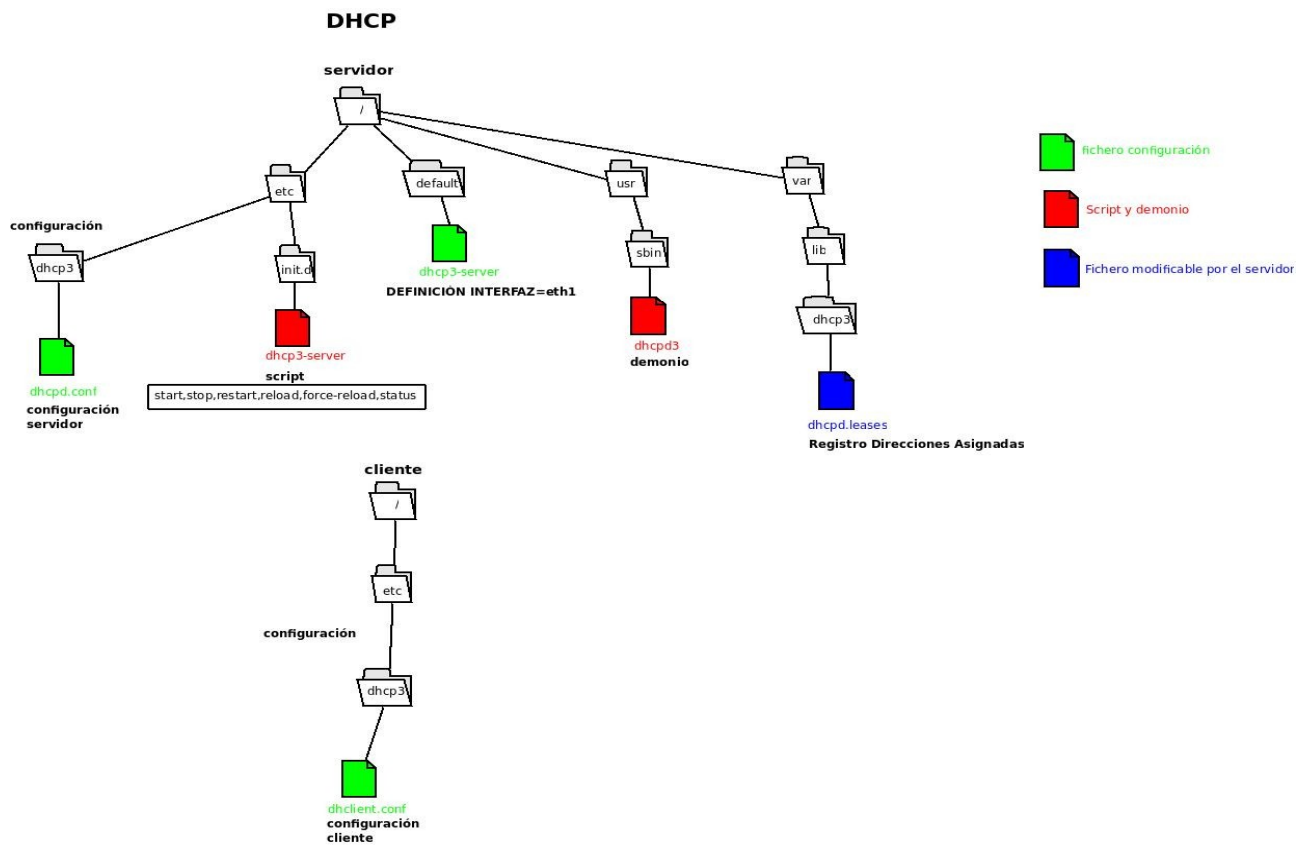 DHCP
servidor
/
etc
default
usr
var
fichero configuración
Script y demonio
Fichero modificable por el servidor
configuración
dhcp3
init.d
sbin
lib
dhcp3-server
DEFINICIÓN INTERFAZ=eth1
dhcp3
dhcpd.conf
configuración
servidor
dhcp3-server
script
start,stop,restart,reload,force-reload,status
dhcpd3
demonio
dhcpd.leases
Registro Direcciones Asignadas
cliente
/
etc
configuración
dhcp3
dhclient.conf
configuración
cliente